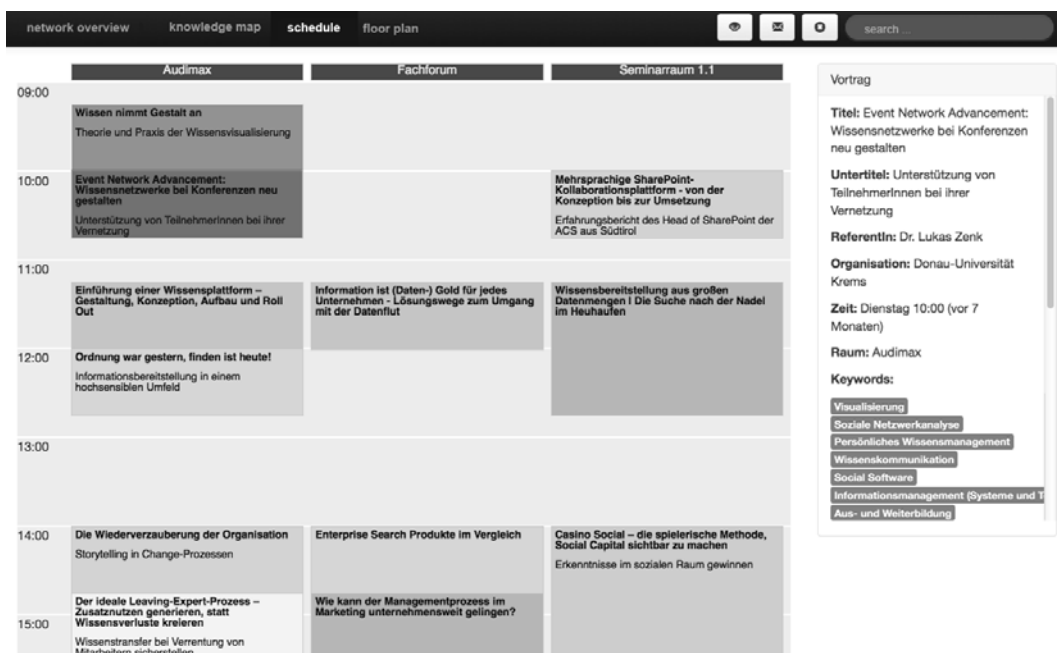 network overview knowledge map schedule floor plan search ...
Audimax Fachforum Seminarraum 1.1
09:00
Wissen nimmt Gestalt an
Theorie und Praxis der Wissensvisualisierung
10:00
Event Network Advancement:
Wissensnetzwerke bei Konferenzen neu
gestalten
Unterstützung von TeilnehmerInnen bei ihrer
Vernetzung
Mehrsprachige SharePoint-
Kollaborationsplattform - von der
Konzeption bis zur Umsetzung
Erfahrungsbericht des Head of SharePoint der
ACS aus Südtirol
11:00
Einführung einer Wissensplattform –
Gestaltung, Konzeption, Aufbau und Roll
Out
Information ist (Daten-) Gold für jedes
Unternehmen - Lösungswege zum Umgang
mit der Datenflut
Wissensbereitstellung aus großen
Datenmengen I Die Suche nach der Nadel
im Heuhaufen
12:00
Ordnung war gestern, finden ist heute!
Informationsbereitstellung in einem
hochsensiblen Umfeld
13:00
14:00
Die Wiederverzauberung der Organisation
Storytelling in Change-Prozessen
Enterprise Search Produkte im Vergleich
Casino Social – die spielerische Methode,
Social Capital sichtbar zu machen
Erkenntnisse im sozialen Raum gewinnen
Der ideale Leaving-Expert-Prozess –
Zusatznutzen generieren, statt
Wissensverluste kreieren
Wie kann der Managementprozess im
Marketing unternehmensweit gelingen?
15:00
Wissenstransfer bei Verrentung von
Mitarbeitern sicherstellen
Vortrag
Titel: Event Network Advancement:
Wissensnetzwerke bei Konferenzen
neu gestalten
Untertitel: Unterstützung von
TeilnehmerInnen bei ihrer
Vernetzung
ReferentIn: Dr. Lukas Zenk
Organisation: Donau-Universität
Krems
Zeit: Dienstag 10:00 (vor 7
Monaten)
Raum: Audimax
Keywords:
Visualisierung
Soziale Netzwerkanalyse
Persönliches Wissensmanagement
Wissenskommunikation
Social Software
Informationsmanagement (Systeme und T
Aus- und Weiterbildung